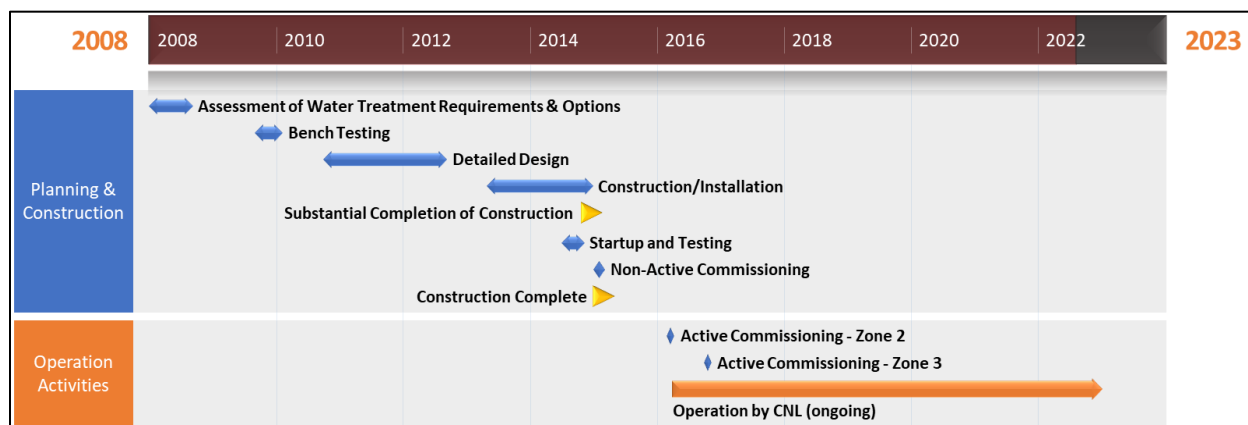 2008 2008 2010 2012 2014 2016 2018 2020 2022 2023
Assessment of Water Treatment Requirements & Options
Bench Testing
Detailed Design
Planning &
Construction
Construction/Installation
Substantial Completion of Construction
Startup and Testing
Non-Active Commissioning
Construction Complete
Operation
Activities
Active Commissioning - Zone 2
Active Commissioning - Zone 3
Operation by CNL (ongoing)